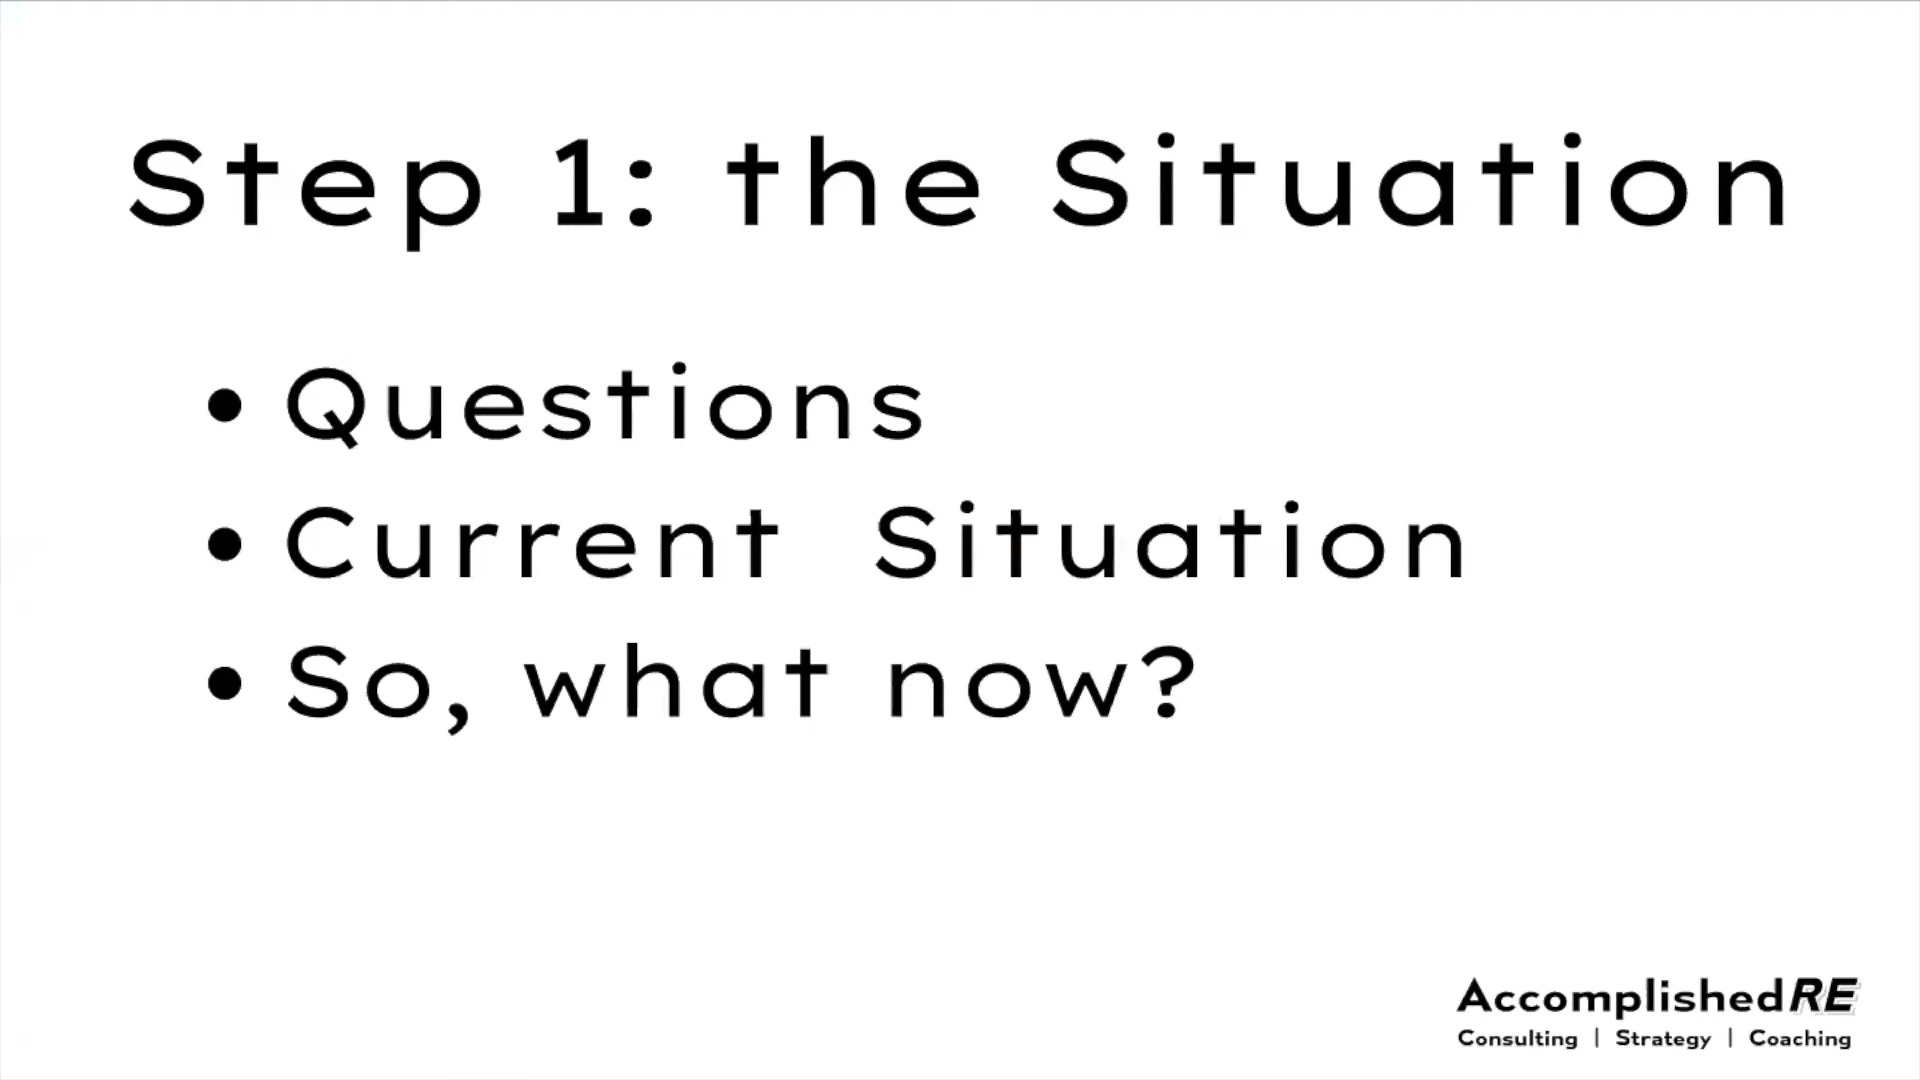 Step 1: the Situation
• Questions
• Current Situation
• So, what now?
AccomplishedRE
Consulting | Strategy | Coaching